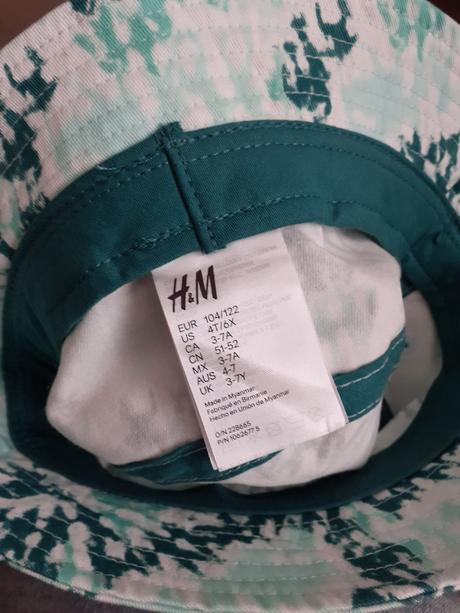 H&M
EUR 104/122
US 4T/6X
CA 3-7A
CN 51-52
MX 3-7A
AUS 4-7
UK 3-7Y
Made in Myanmar
Fabriqué en Birmanie
Hecho en Unión de Myanmar
O/N 228665
P/N 1062677 5